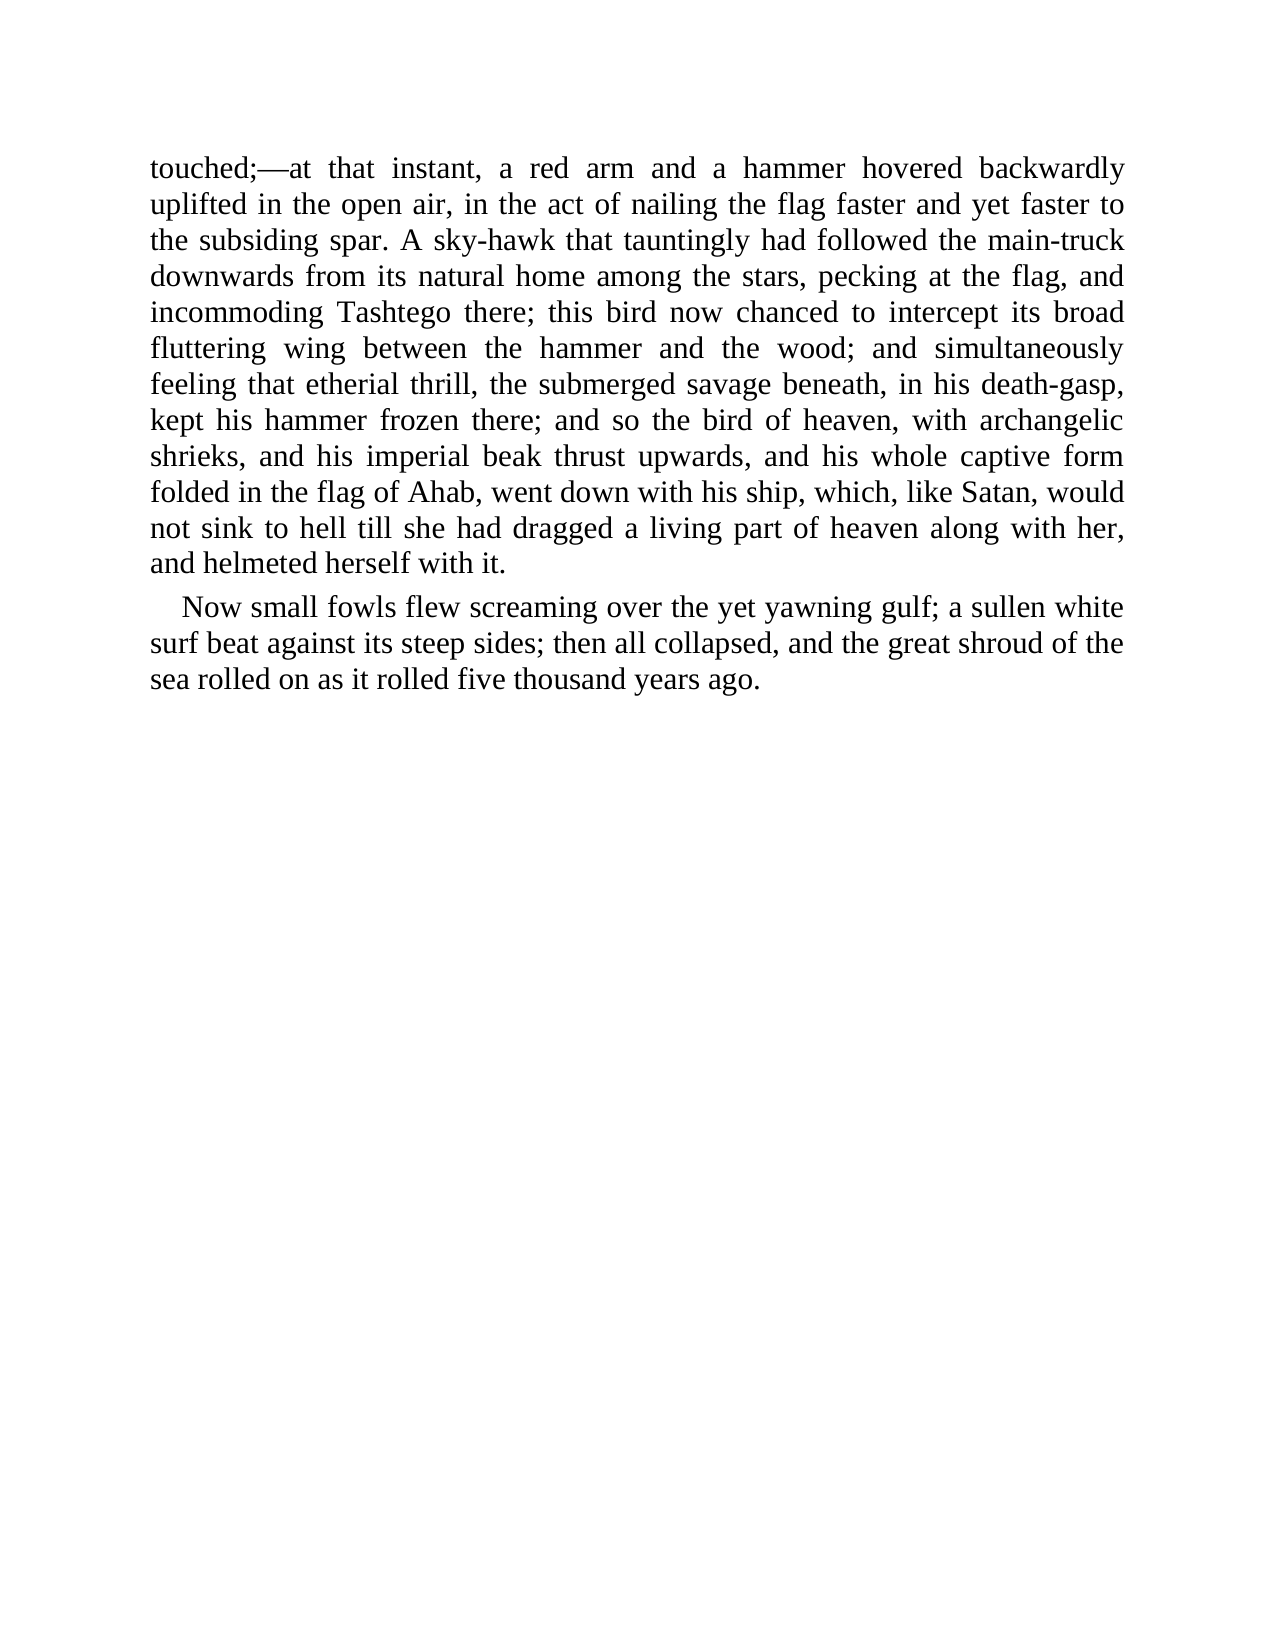 touched;—at that instant, a red arm and a hammer hovered backwardly
uplifted in the open air, in the act of nailing the flag faster and yet faster to
the subsiding spar. A sky-hawk that tauntingly had followed the main-truck
downwards from its natural home among the stars, pecking at the flag, and
incommoding Tashtego there; this bird now chanced to intercept its broad
fluttering wing between the hammer and the wood; and simultaneously
feeling that etherial thrill, the submerged savage beneath, in his death-gasp,
kept his hammer frozen there; and so the bird of heaven, with archangelic
shrieks, and his imperial beak thrust upwards, and his whole captive form
folded in the flag of Ahab, went down with his ship, which, like Satan, would
not sink to hell till she had dragged a living part of heaven along with her,
and helmeted herself with it.
Now small fowls flew screaming over the yet yawning gulf; a sullen white
surf beat against its steep sides; then all collapsed, and the great shroud of the
sea rolled on as it rolled five thousand years ago.